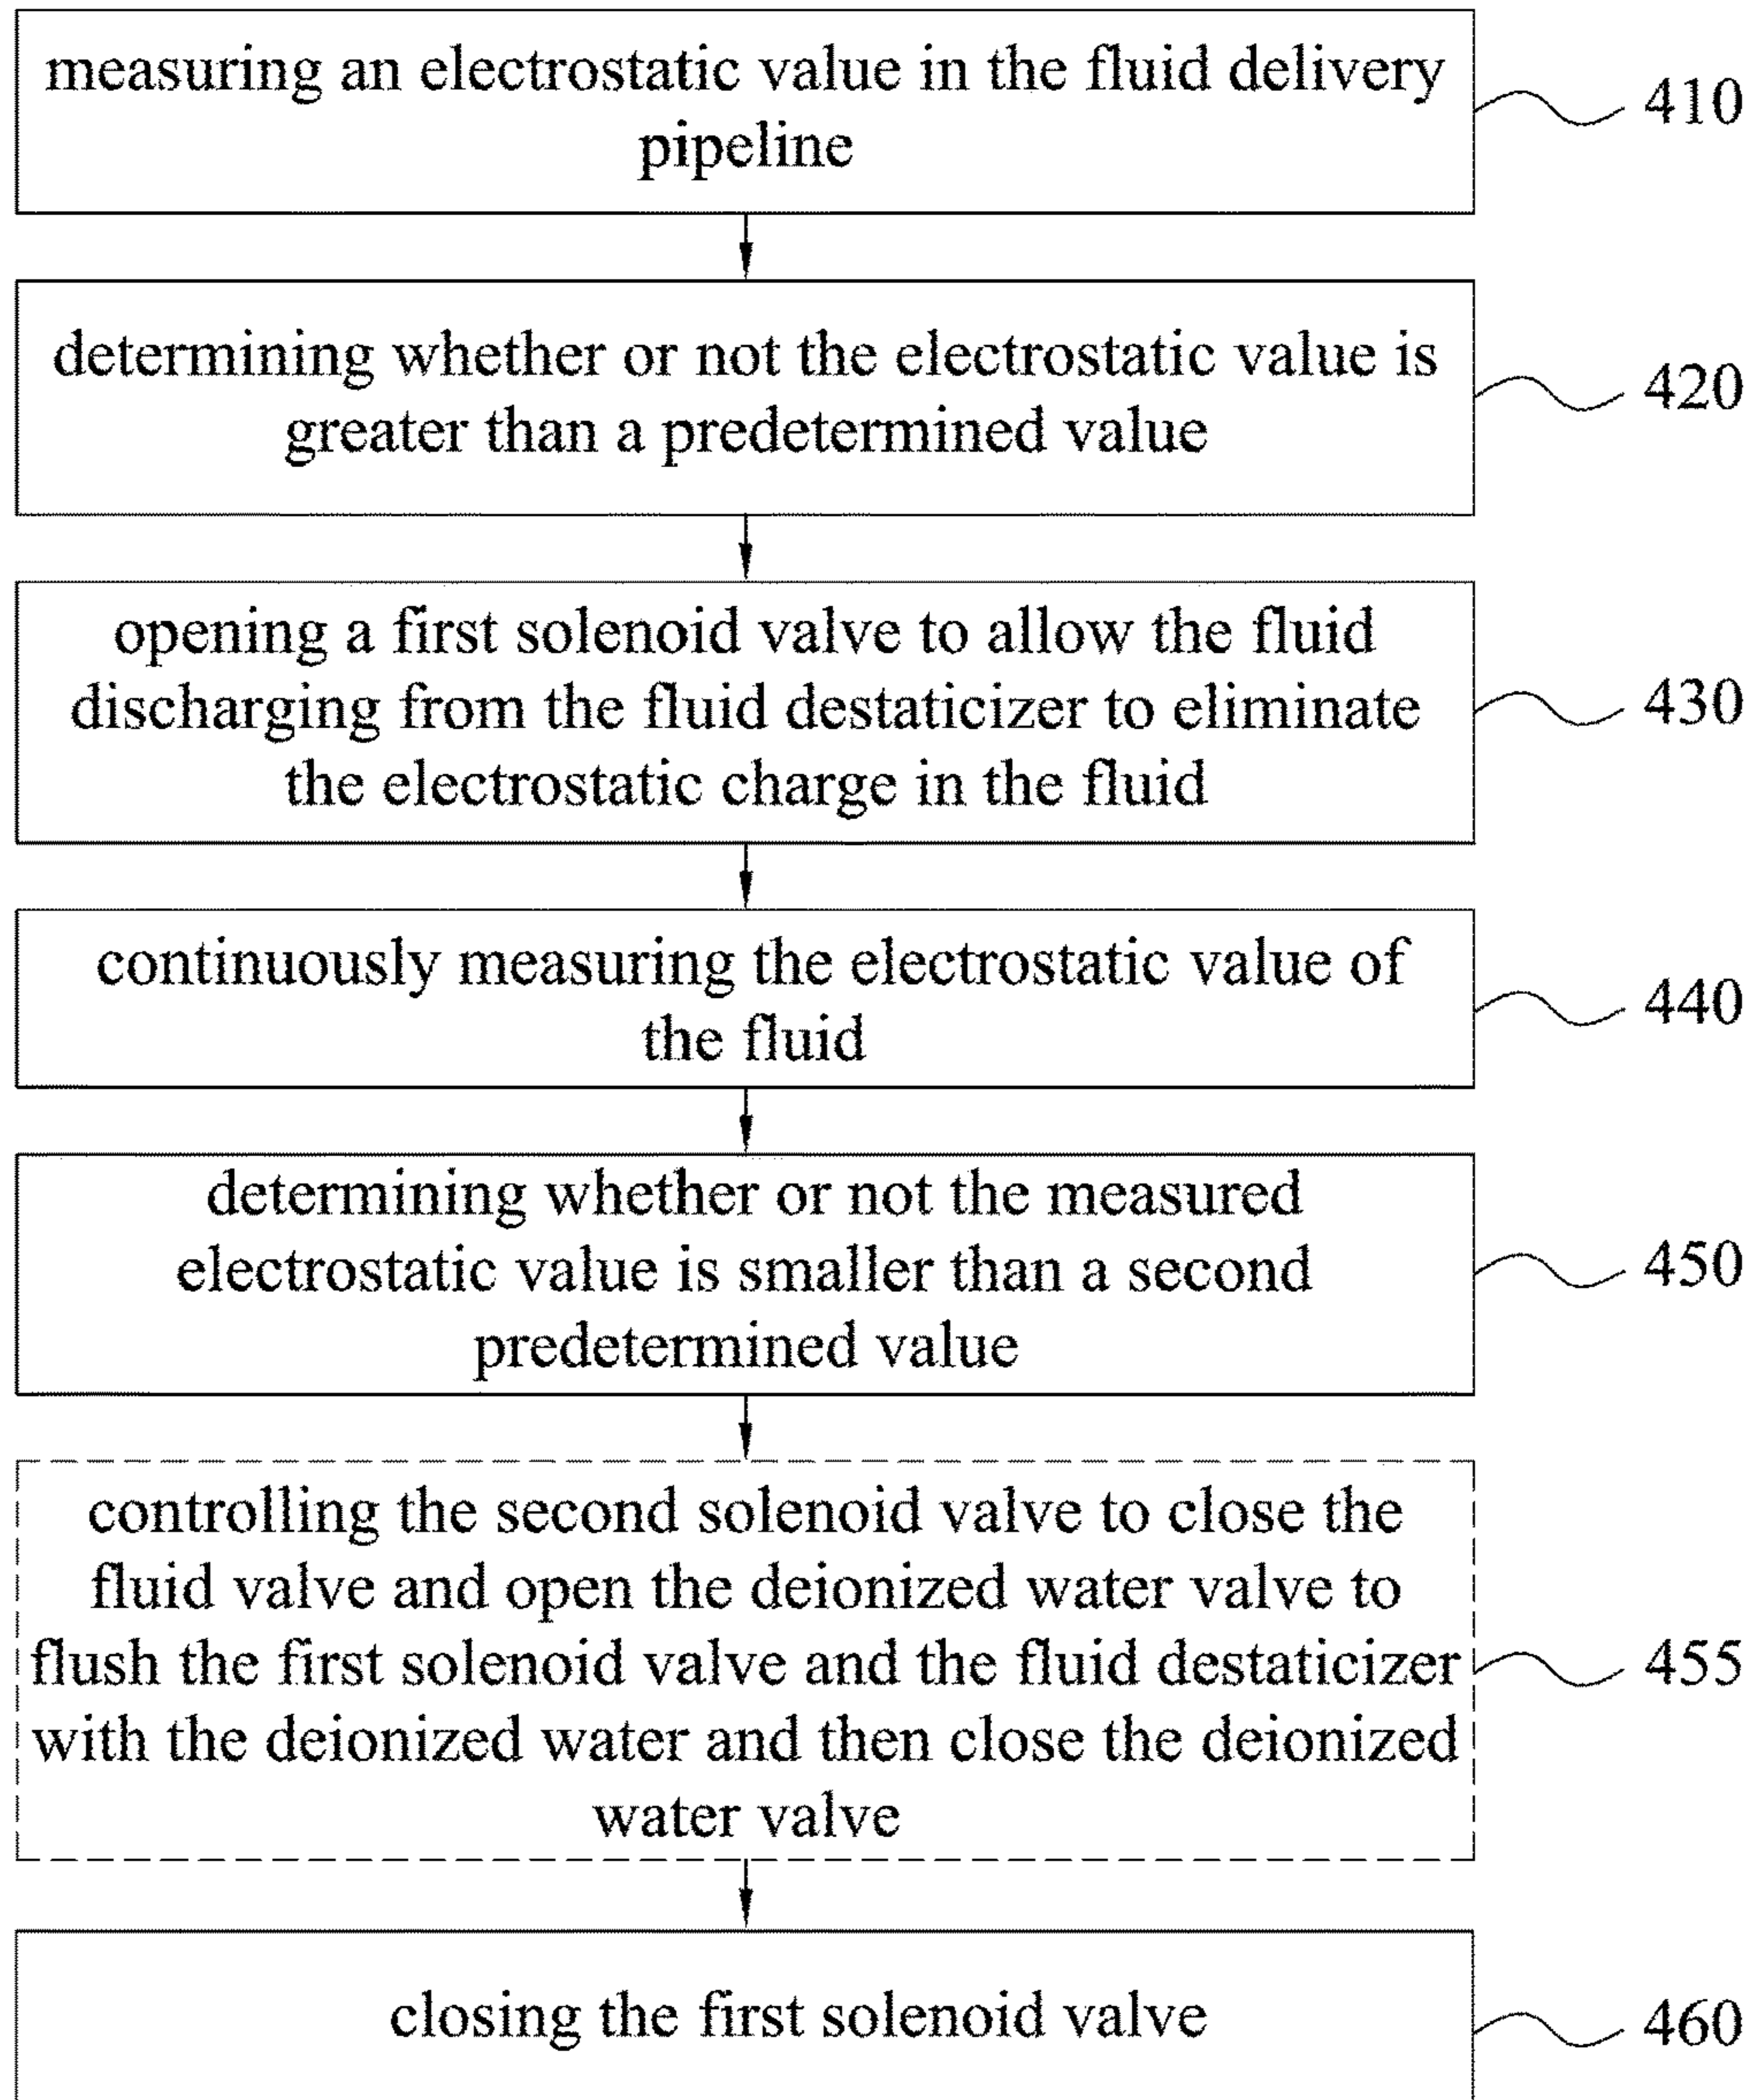 measuring an electrostatic value in the fluid delivery
pipeline
410
determining whether or not the electrostatic value is
greater than a predetermined value
420
opening a first solenoid valve to allow the fluid
discharging from the fluid destaticizer to eliminate
the electrostatic charge in the fluid
430
continuously measuring the electrostatic value of
the fluid
440
determining whether or not the measured
electrostatic value is smaller than a second
predetermined value
450
controlling the second solenoid valve to close the
fluid valve and open the deionized water valve to
flush the first solenoid valve and the fluid destaticizer
with the deionized water and then close the deionized
water valve
455
closing the first solenoid valve
460